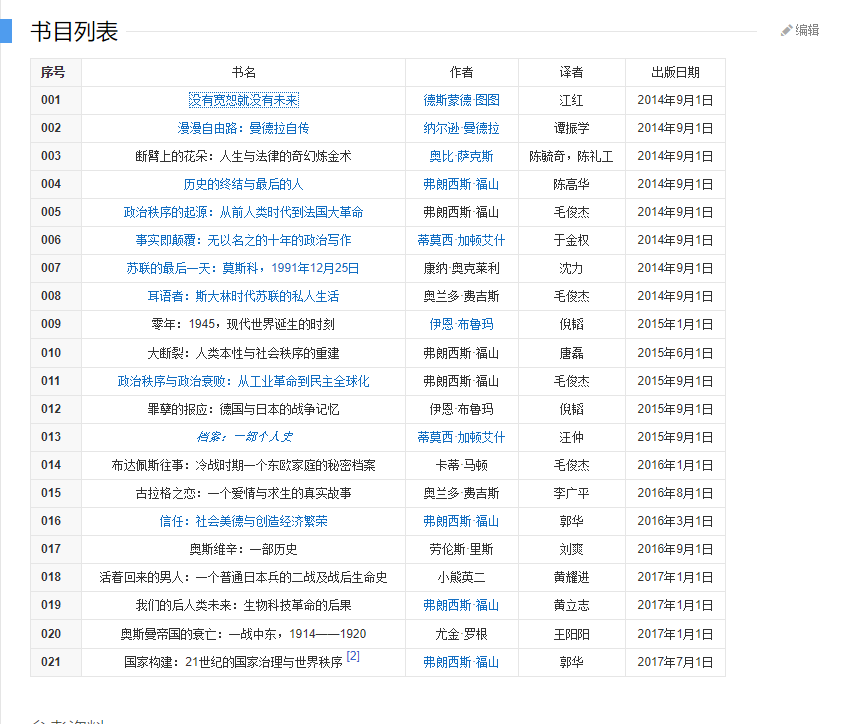 书目列表 编辑
序号 书名 作者 译者 出版日期
001 没有宽恕就没有未来 德斯蒙德·图图 江红 2014年9月1日
002 漫漫自由路：曼德拉自传 纳尔逊·曼德拉 谭振学 2014年9月1日
003 断臂上的花朵：人生与法律的奇幻炼金术 奥比·萨克斯 陈毓奇，陈礼工 2014年9月1日
004 历史的终结与最后的人 弗朗西斯·福山 陈高华 2014年9月1日
005 政治秩序的起源：从前人类时代到法国大革命 弗朗西斯·福山 毛俊杰 2014年9月1日
006 事实即颠覆：无以名之的十年的政治写作 蒂莫西·加顿艾什 于金权 2014年9月1日
007 苏联的最后一天：莫斯科，1991年12月25日 康纳·奥克莱利 沈力 2014年9月1日
008 耳语者：斯大林时代苏联的私人生活 奥兰多·费吉斯 毛俊杰 2014年9月1日
009 零年：1945，现代世界诞生的时刻 伊恩·布鲁玛 倪韬 2015年1月1日
010 大断裂：人类本性与社会秩序的重建 弗朗西斯·福山 唐磊 2015年6月1日
011 政治秩序与政治衰败：从工业革命到民主全球化 弗朗西斯·福山 毛俊杰 2015年9月1日
012 罪孽的报应：德国与日本的战争记忆 伊恩·布鲁玛 倪韬 2015年9月1日
013 档案：一部个人史 蒂莫西·加顿艾什 汪仲 2015年9月1日
014 布达佩斯往事：冷战时期一个东欧家庭的秘密档案 卡蒂·马顿 毛俊杰 2016年1月1日
015 古拉格之恋：一个爱情与求生的真实故事 奥兰多·费吉斯 李广平 2016年8月1日
016 信任：社会美德与创造经济繁荣 弗朗西斯·福山 郭华 2016年3月1日
017 奥斯维辛：一部历史 劳伦斯·里斯 刘爽 2016年9月1日
018 活着回来的男人：一个普通日本兵的二战及战后生命史 小熊英二 黄耀进 2017年1月1日
019 我们的后人类未来：生物科技革命的后果 弗朗西斯·福山 黄立志 2017年1月1日
020 奥斯曼帝国的衰亡：一战中东，1914——1920 尤金·罗根 王阳阳 2017年1月1日
021 国家构建：21世纪的国家治理与世界秩序 [2] 弗朗西斯·福山 郭华 2017年7月1日